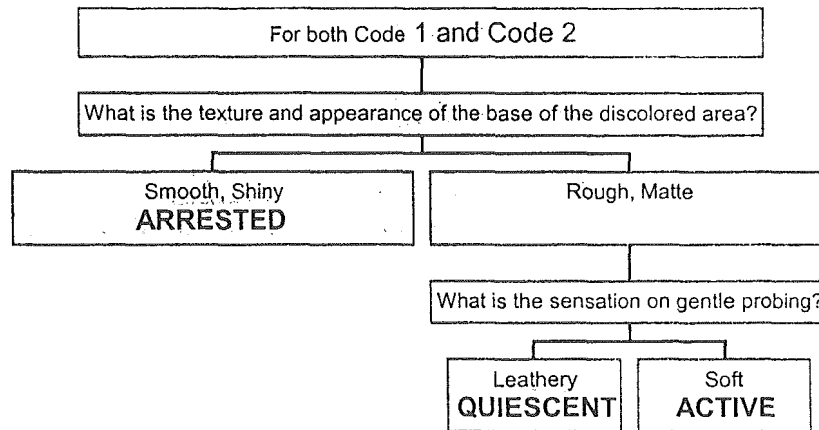 For both Code 1 and Code 2
What is the texture and appearance of the base of the discolored area?
Smooth, Shiny
ARRESTED
Rough, Matte
What is the sensation on gentle probing?
Leathery
QUIESCENT
Soft
ACTIVE